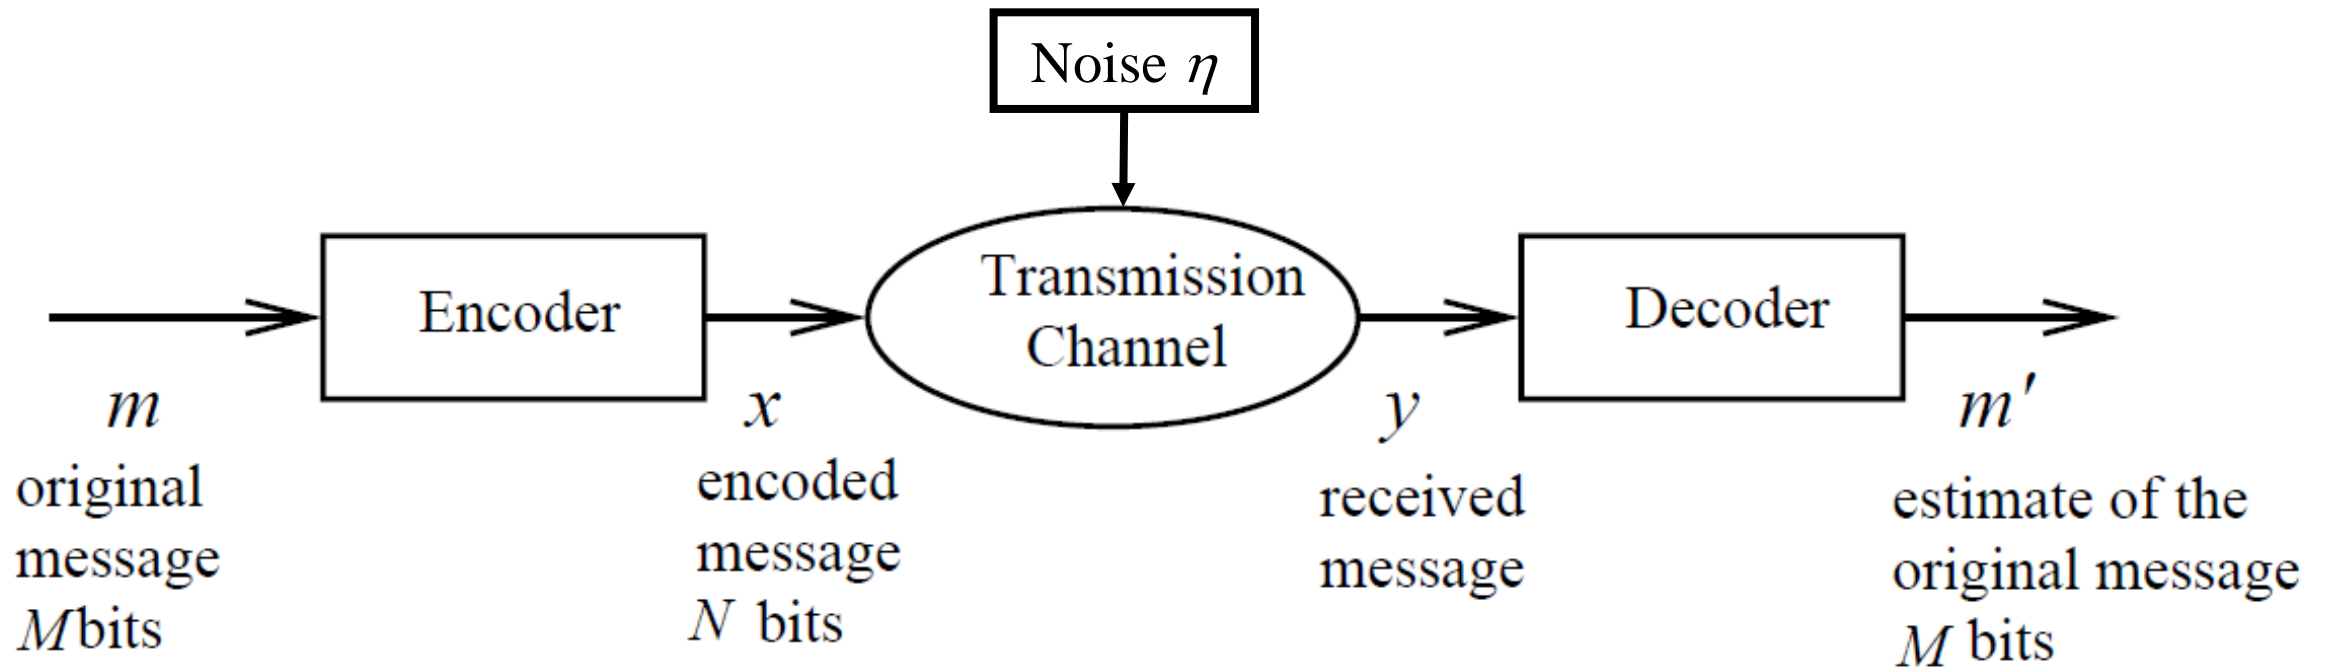 Noise η
Encoder
Transmission
Channel
Decoder
m
x
y
m′
original
message
M bits
encoded
message
N bits
received
message
estimate of the
original message
M bits